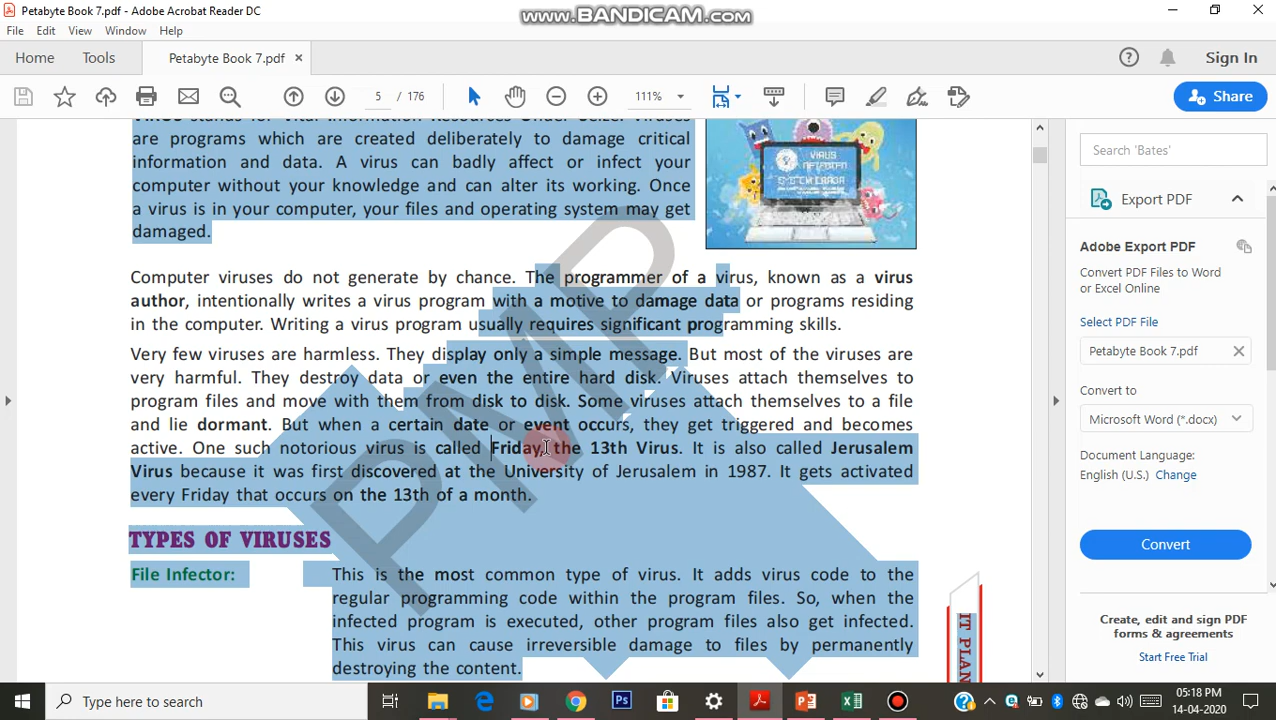 Petabyte Book 7.pdf - Adobe Acrobat Reader DC
www.BANDICAM.com
File Edit View Window Help
Home Tools Petabyte Book 7.pdf × Sign In
5 / 176 111% Share
VIRUS stands for Vital Information Resources Under Seize. Viruses
are programs which are created deliberately to damage critical
information and data. A virus can badly affect or infect your
computer without your knowledge and can alter its working. Once
a virus is in your computer, your files and operating system may get
damaged.
VIRUS
Computer viruses do not generate by chance. The programmer of a virus, known as a virus
author, intentionally writes a virus program with a motive to damage data or programs residing
in the computer. Writing a virus program usually requires significant programming skills.
Very few viruses are harmless. They display only a simple message. But most of the viruses are
very harmful. They destroy data or even the entire hard disk. Viruses attach themselves to
program files and move with them from disk to disk. Some viruses attach themselves to a file
and lie dormant. But when a certain date or event occurs, they get triggered and becomes
active. One such notorious virus is called Friday, the 13th Virus. It is also called Jerusalem
Virus because it was first discovered at the University of Jerusalem in 1987. It gets activated
every Friday that occurs on the 13th of a month.
TYPES OF VIRUSES
File Infector: This is the most common type of virus. It adds virus code to the
regular programming code within the program files. So, when the
infected program is executed, other program files also get infected.
This virus can cause irreversible damage to files by permanently
destroying the content.
PMP
IT PLAN
Search 'Bates'
Export PDF
Adobe Export PDF
Convert PDF Files to Word
or Excel Online
Select PDF File
Petabyte Book 7.pdf ×
Convert to
Microsoft Word (*.docx)
Document Language:
English (U.S.) Change
Convert
Create, edit and sign PDF
forms & agreements
Start Free Trial
Type here to search
Ps
05:18 PM
14-04-2020